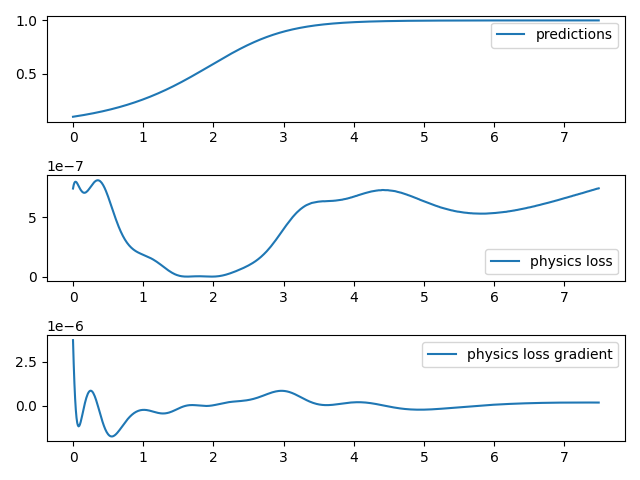 1.0
predictions
0.5
0 1 2 3 4 5 6 7
1e−7
5
physics loss
0
0 1 2 3 4 5 6 7
1e−6
physics loss gradient
2.5
0.0
0 1 2 3 4 5 6 7